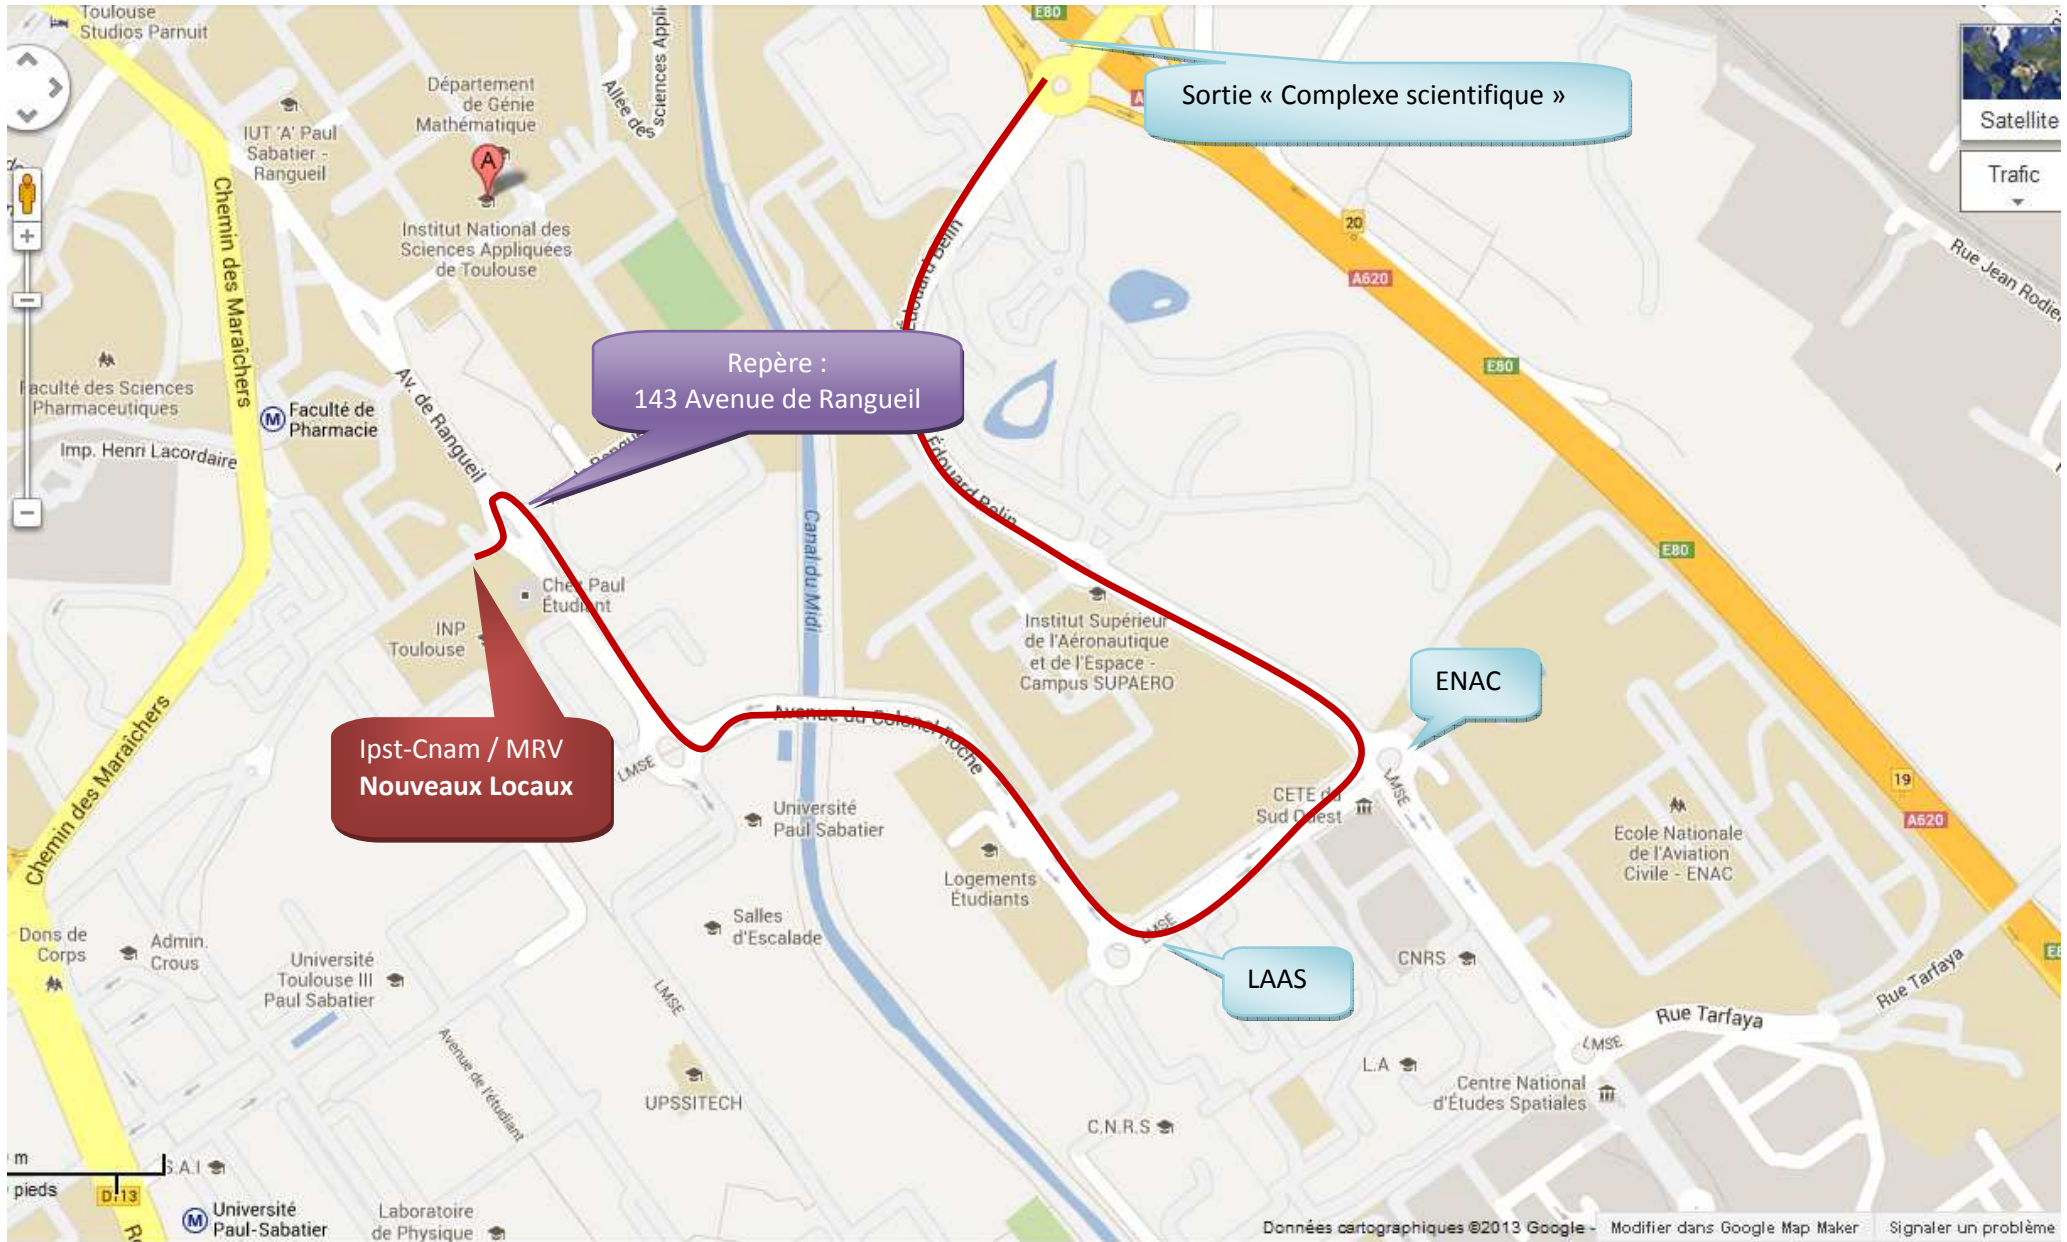 Toulouse
Studios Parnuit
E80
Sortie « Complexe scientifique »
Satellite
Trafic
Département
de Génie
Mathématique
Allée des
sciences Appli
IUT 'A' Paul
Sabatier -
Rangueil
A
Institut National des
Sciences Appliquées
de Toulouse
Chemin des Maraîchers
20
A620
Rue Jean Rodier
Édouard Belin
Repère :
143 Avenue de Rangueil
E80
Faculté des Sciences
Pharmaceutiques
M
Faculté de
Pharmacie
Av. de Rangueil
Imp. Henri Lacordaire
Édouard Belin
Canal du Midi
E80
Chez Paul
Étudiant
INP
Toulouse
Institut Supérieur
de l'Aéronautique
et de l'Espace -
Campus SUPAERO
ENAC
Ipst-Cnam / MRV
Nouveaux Locaux
LMSE
Avenue du Colonel Roche
LMSE
CETE du
Sud Ouest
19
A620
Ecole Nationale
de l'Aviation
Civile - ENAC
Université
Paul Sabatier
Chemin des Maraîchers
Logements
Étudiants
LMSE
Salles
d'Escalade
Dons de
Corps
Admin.
Crous
Université
Toulouse III
Paul Sabatier
LAAS
CNRS
LMSE
Rue Tarfaya
Rue Tarfaya
LMSE
Avenue de l'étudiant
UPSSITECH
L.A
Centre National
d'Études Spatiales
C.N.R.S
m
pieds
S.A.I
D113
M
Université
Paul-Sabatier
Laboratoire
de Physique
Données cartographiques ©2013 Google -
Modifier dans Google Map Maker
Signaler un problème